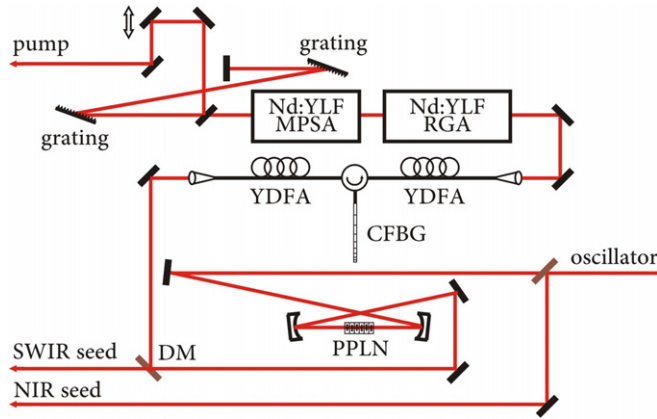 pump
grating
grating
Nd:YLF
MPSA
Nd:YLF
RGA
YDFA
YDFA
CFBG
oscillator
PPLN
SWIR seed
DM
NIR seed